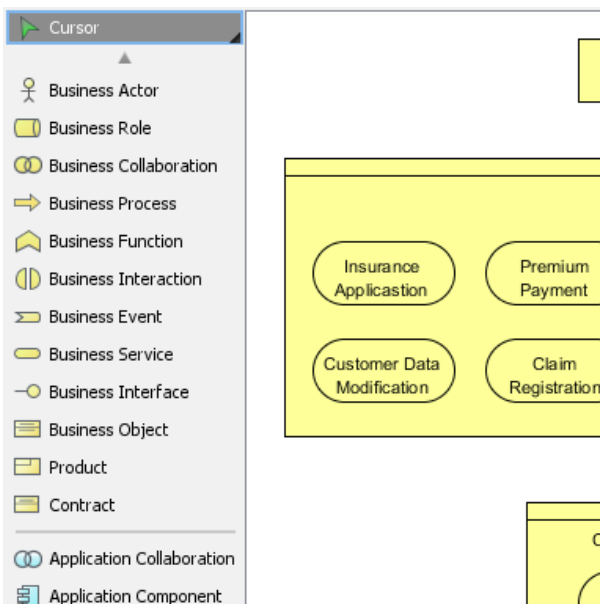 Cursor
Business Actor
Business Role
Business Collaboration
Business Process
Business Function
Business Interaction
Business Event
Business Service
Business Interface
Business Object
Product
Contract
Application Collaboration
Application Component
Insurance
Applicastion
Premium
Payment
Customer Data
Modification
Claim
Registration